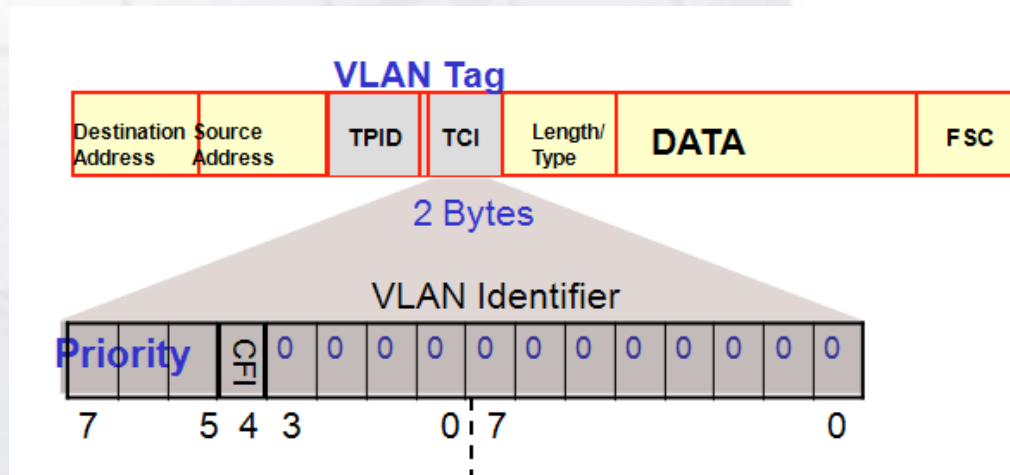 VLAN Tag
Destination Address
Source Address
TPID
TCI
Length/ Type
DATA
FSC
2 Bytes
VLAN Identifier
Priority CFI 0 0 0 0 0 0 0 0 0 0 0 0
7 5 4 3 0 7 0